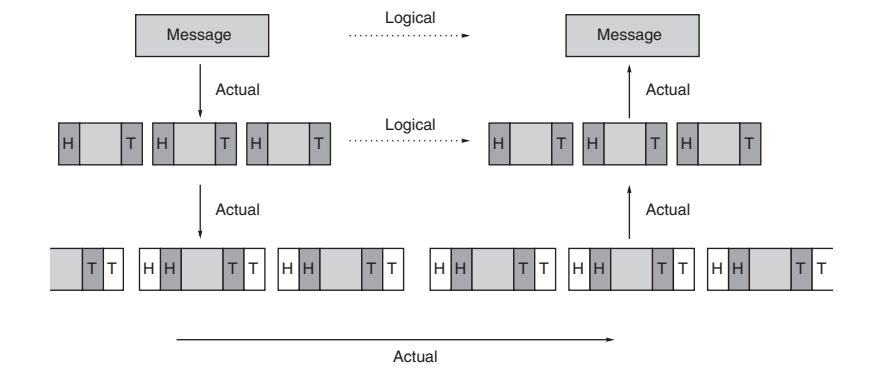 Logical
Message Message
Actual Actual
Logical
H T H T H T H T H T H T
Actual Actual
T T H H T T H H T T H H T T H H T T H H T T
Actual